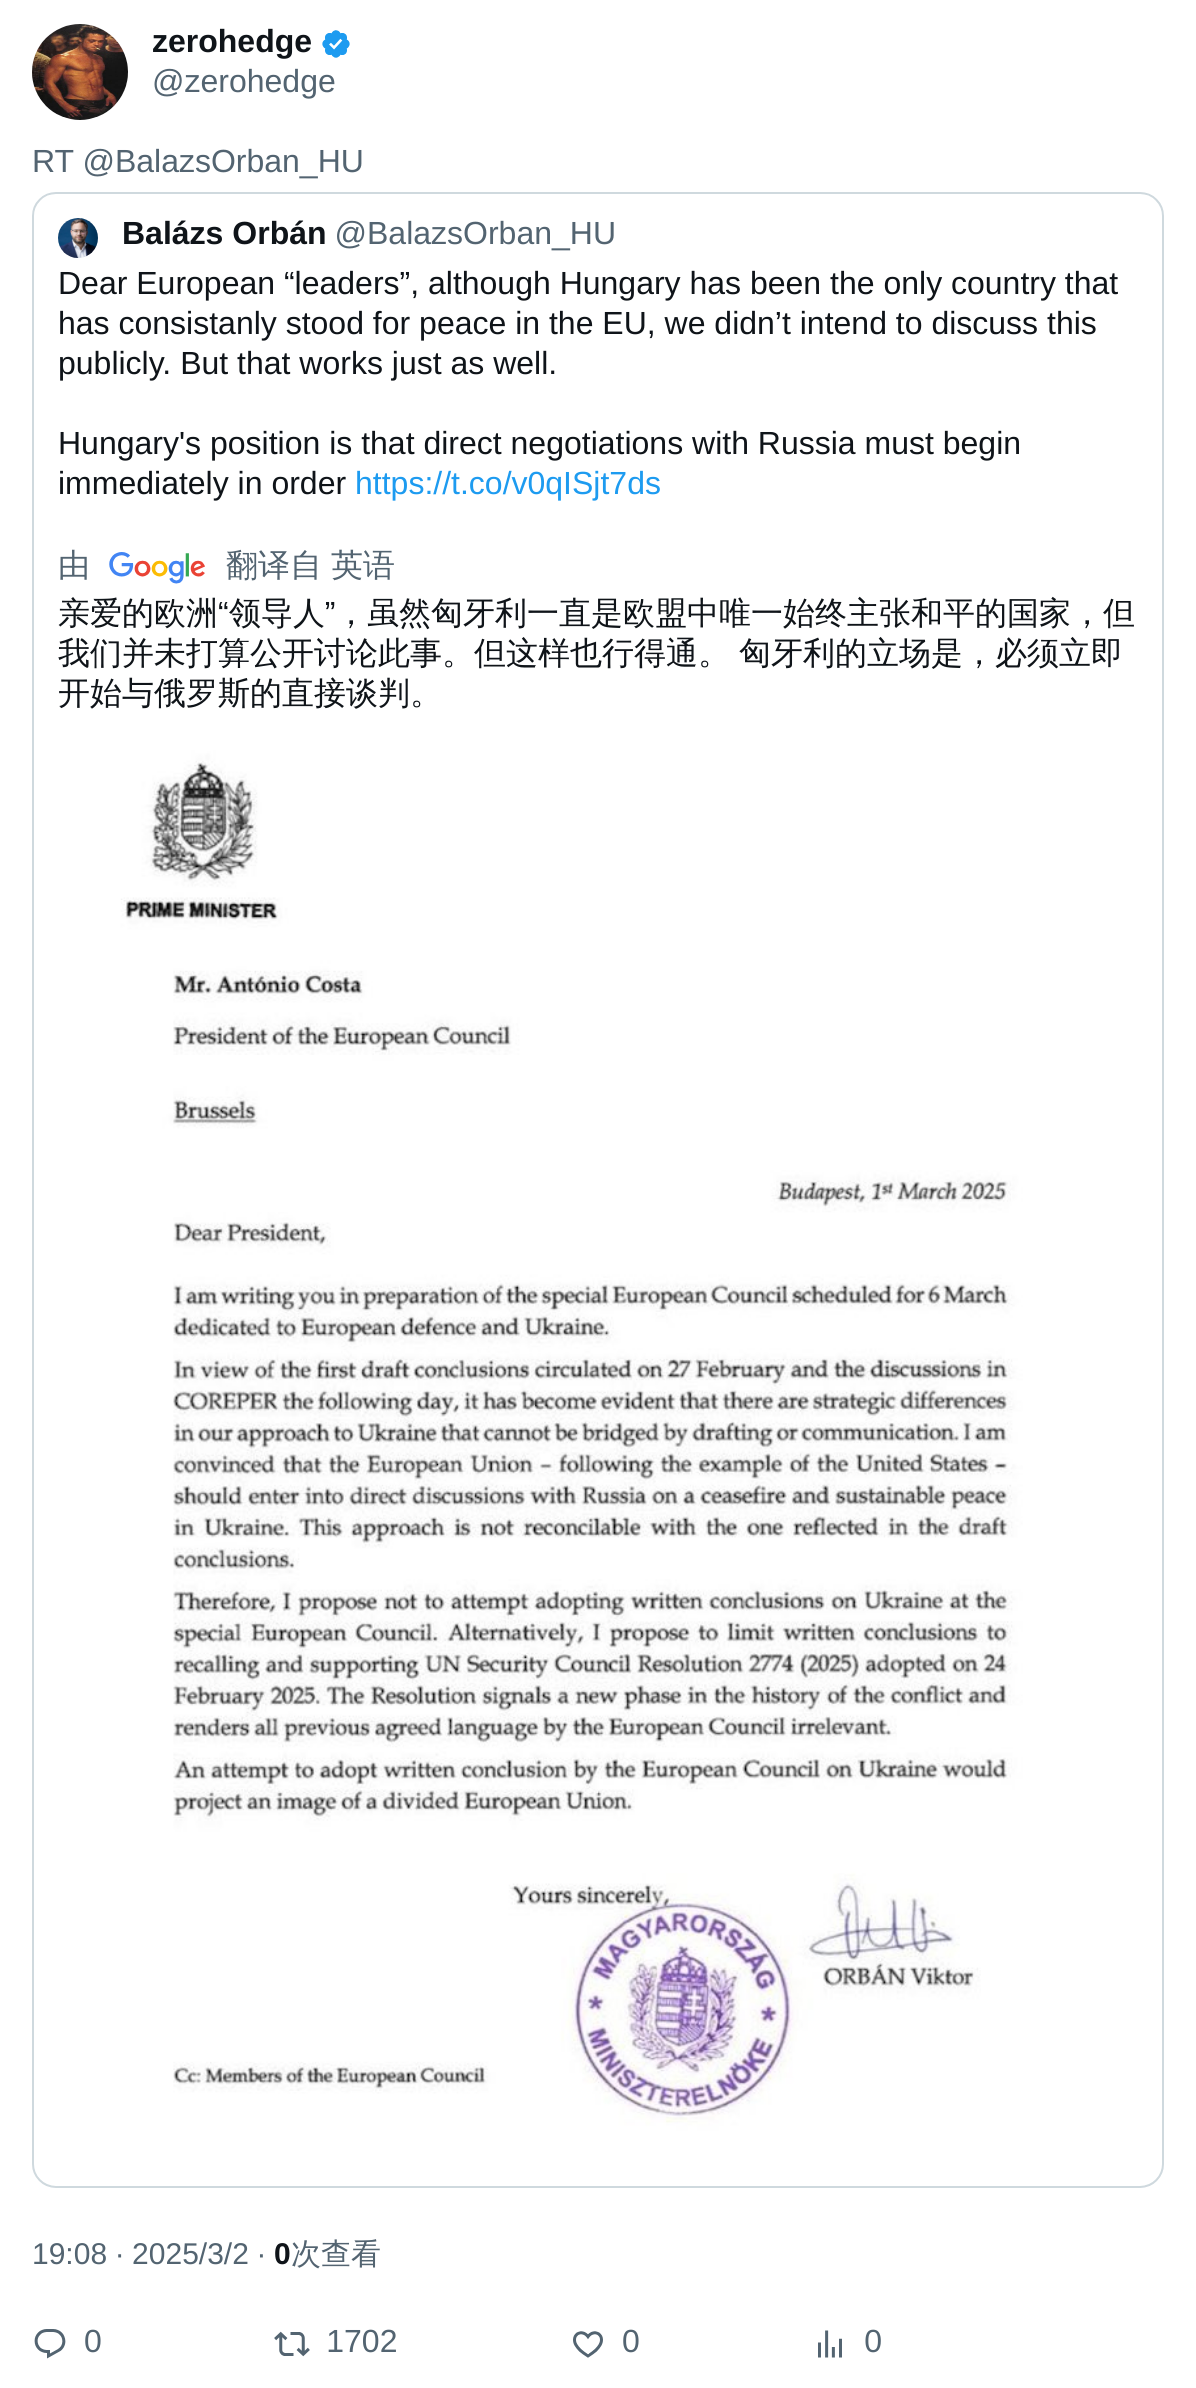 zerohedge
@zerohedge
RT @BalazsOrban_HU
Balázs Orbán @BalazsOrban_HU
Dear European “leaders”, although Hungary has been the only country that
has consistanly stood for peace in the EU, we didn’t intend to discuss this
publicly. But that works just as well.
Hungary's position is that direct negotiations with Russia must begin
immediately in order https://t.co/v0qISjt7ds
由 Google 翻译自 英语
亲爱的欧洲“领导人”，虽然匈牙利一直是欧盟中唯一始终主张和平的国家，但
我们并未打算公开讨论此事。但这样也行得通。 匈牙利的立场是，必须立即
开始与俄罗斯的直接谈判。
PRIME MINISTER
Mr. António Costa
President of the European Council
Brussels
Budapest, 1st March 2025
Dear President,
I am writing you in preparation of the special European Council scheduled for 6 March
dedicated to European defence and Ukraine.
In view of the first draft conclusions circulated on 27 February and the discussions in
COREPER the following day, it has become evident that there are strategic differences
in our approach to Ukraine that cannot be bridged by drafting or communication. I am
convinced that the European Union – following the example of the United States –
should enter into direct discussions with Russia on a ceasefire and sustainable peace
in Ukraine. This approach is not reconcilable with the one reflected in the draft
conclusions.
Therefore, I propose not to attempt adopting written conclusions on Ukraine at the
special European Council. Alternatively, I propose to limit written conclusions to
recalling and supporting UN Security Council Resolution 2774 (2025) adopted on 24
February 2025. The Resolution signals a new phase in the history of the conflict and
renders all previous agreed language by the European Council irrelevant.
An attempt to adopt written conclusion by the European Council on Ukraine would
project an image of a divided European Union.
Yours sincerely,
MAGYARORSZÁG
* *
MINISZTERELNÖKE
ORBÁN Viktor
Cc: Members of the European Council
19:08 · 2025/3/2 · 0次查看
0 1702 0 0